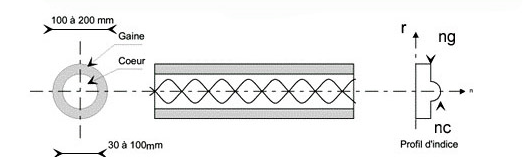 100 à 200 mm
Gaine
Coeur
30 à 100mm
r
ng
n
nc
Profil d'indice